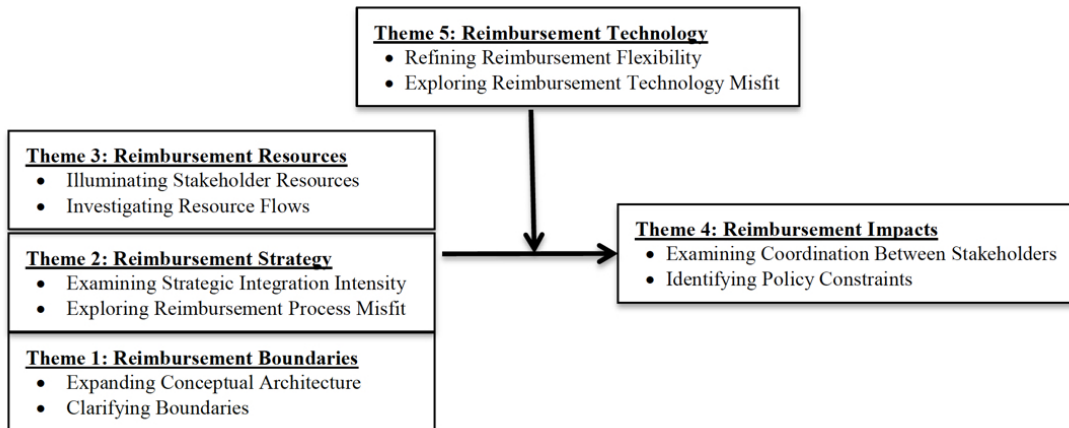 Theme 5: Reimbursement Technology
• Refining Reimbursement Flexibility
• Exploring Reimbursement Technology Misfit
Theme 3: Reimbursement Resources
• Illuminating Stakeholder Resources
• Investigating Resource Flows
Theme 2: Reimbursement Strategy
• Examining Strategic Integration Intensity
• Exploring Reimbursement Process Misfit
Theme 1: Reimbursement Boundaries
• Expanding Conceptual Architecture
• Clarifying Boundaries
Theme 4: Reimbursement Impacts
• Examining Coordination Between Stakeholders
• Identifying Policy Constraints